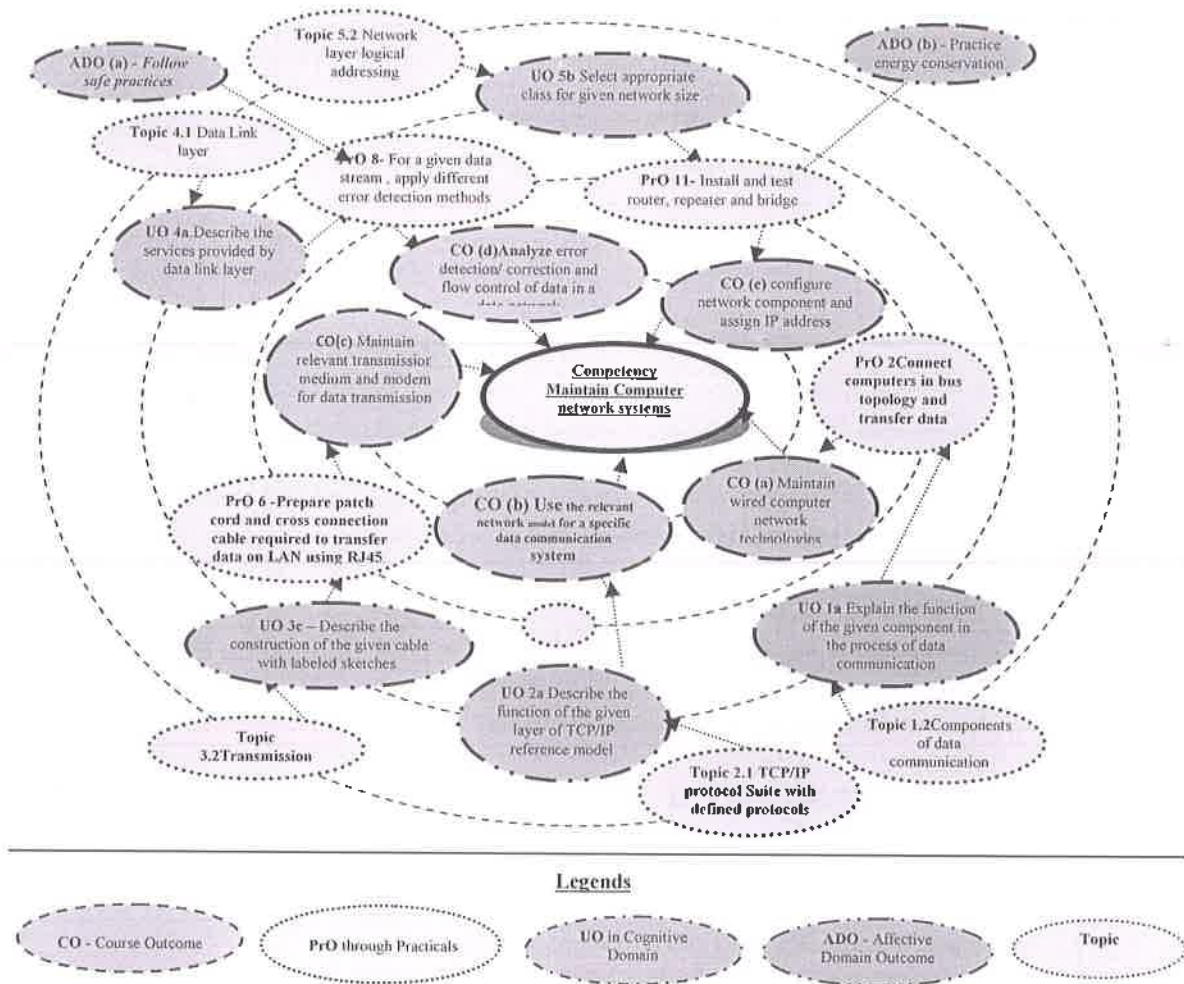 Topic 5.2 Network
layer logical
addressing
ADO (a) - Follow
safe practices
ADO (b) - Practice
energy conservation
UO 5b Select appropriate
class for given network size
Topic 4.1 Data Link
layer
PrO 8- For a given data
stream , apply different
error detection methods
PrO 11- Install and test
router, repeater and bridge
UO 4a.Describe the
services provided by
data link layer
CO (d)Analyze error
detection/ correction and
flow control of data in a
data network
CO (e) configure
network component and
assign IP address
CO(c) Maintain
relevant transmission
medium and modem
for data transmission
Competency
Maintain Computer
network systems
PrO 2Connect
computers in bus
topology and
transfer data
PrO 6 -Prepare patch
cord and cross connection
cable required to transfer
data on LAN using RJ45
CO (b) Use the relevant
network model for a specific
data communication
system
CO (a) Maintain
wired computer
network
technologies
UO 3c – Describe the
construction of the given cable
with labeled sketches
UO 1a Explain the function
of the given component in
the process of data
communication
UO 2a Describe the
function of the given
layer of TCP/IP
reference model
Topic
3.2Transmission
Topic 1.2Components
of data
communication
Topic 2.1 TCP/IP
protocol Suite with
defined protocols
Legends
CO - Course Outcome
PrO through Practicals
UO in Cognitive
Domain
ADO - Affective
Domain Outcome
Topic